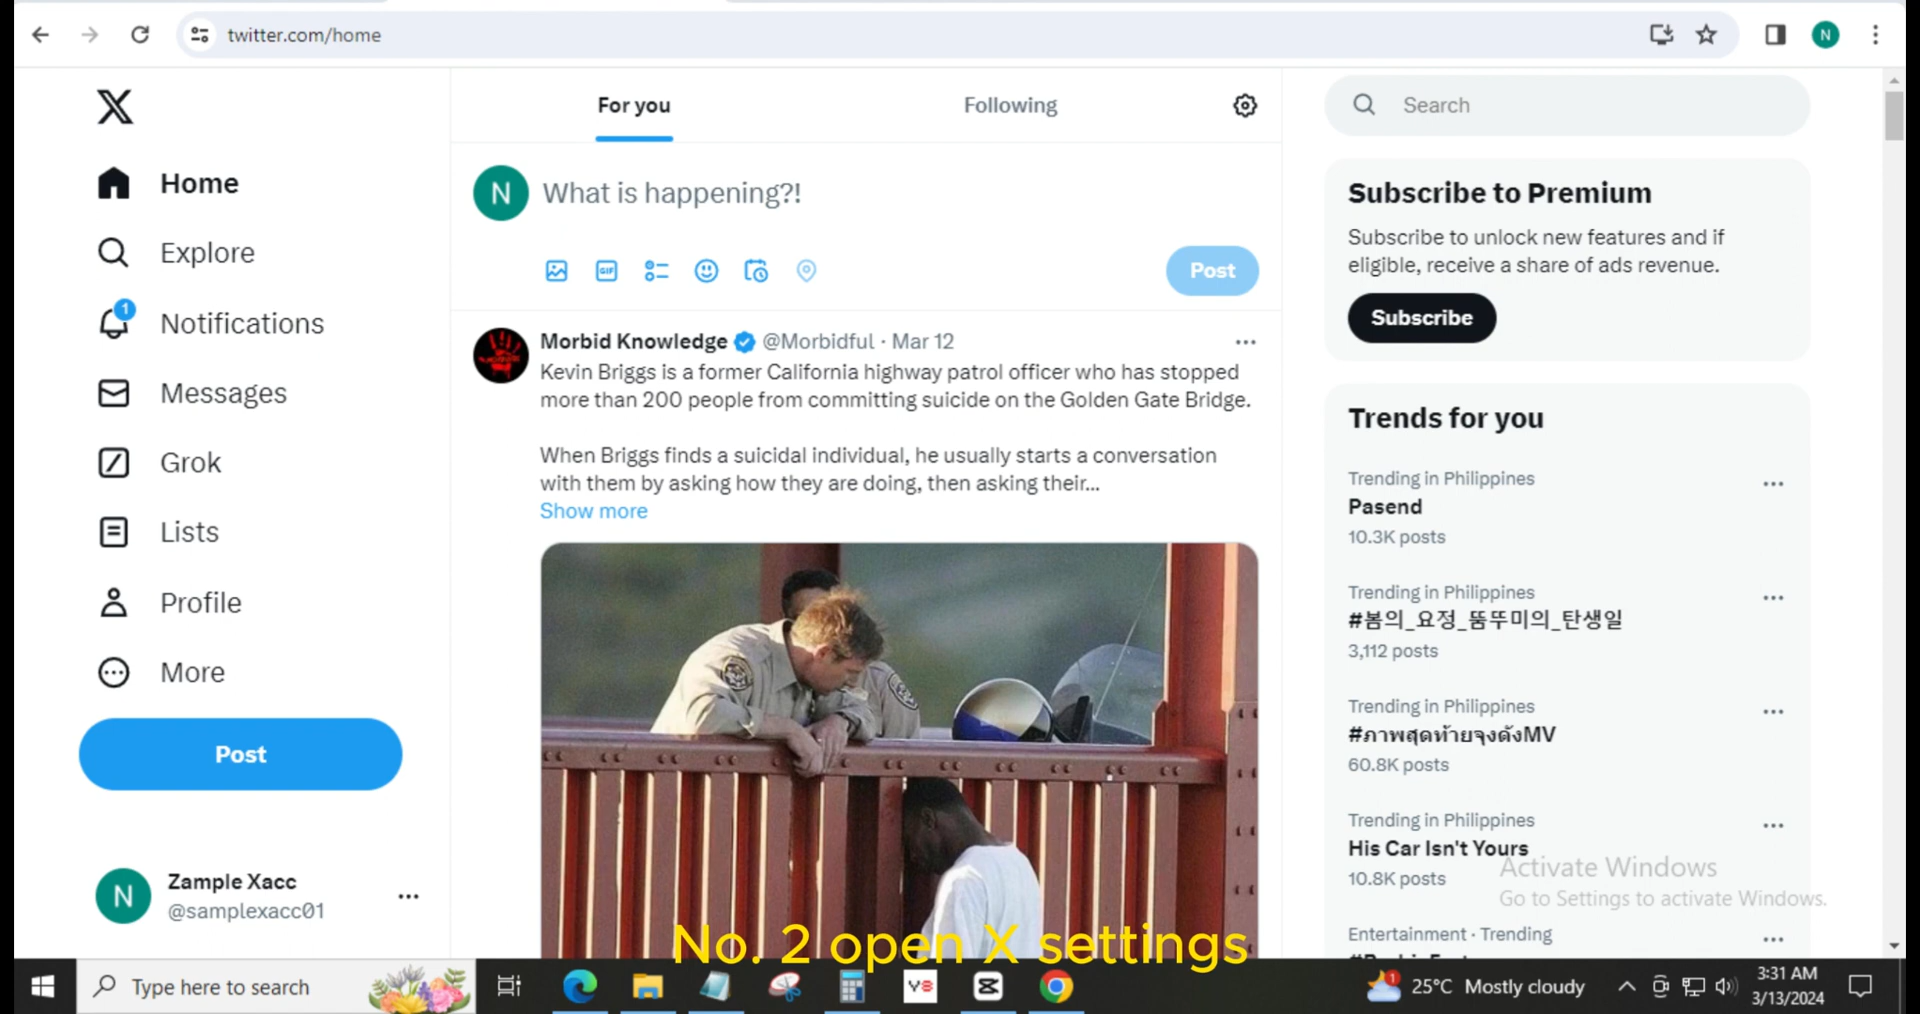 twitter.com/home
N
For you
Following
Search
Home
Explore
1
Notifications
Messages
Grok
Lists
Profile
More
Post
N
Zample Xacc
@samplexacc01
N
What is happening?!
GIF
Post
Morbid Knowledge @Morbidful · Mar 12
Kevin Briggs is a former California highway patrol officer who has stopped
more than 200 people from committing suicide on the Golden Gate Bridge.
When Briggs finds a suicidal individual, he usually starts a conversation
with them by asking how they are doing, then asking their...
Show more
Subscribe to Premium
Subscribe to unlock new features and if
eligible, receive a share of ads revenue.
Subscribe
Trends for you
Trending in Philippines
Pasend
10.3K posts
Trending in Philippines
#봄의_요정_뚬뚜미의_탄생일
3,112 posts
Trending in Philippines
#ภาพสุดท้ายจุงดังMV
60.8K posts
Trending in Philippines
His Car Isn't Yours
10.8K posts
Activate Windows
Go to Settings to activate Windows.
Entertainment · Trending
No. 2 open X settings
Type here to search
1
25°C Mostly cloudy
3:31 AM
3/13/2024